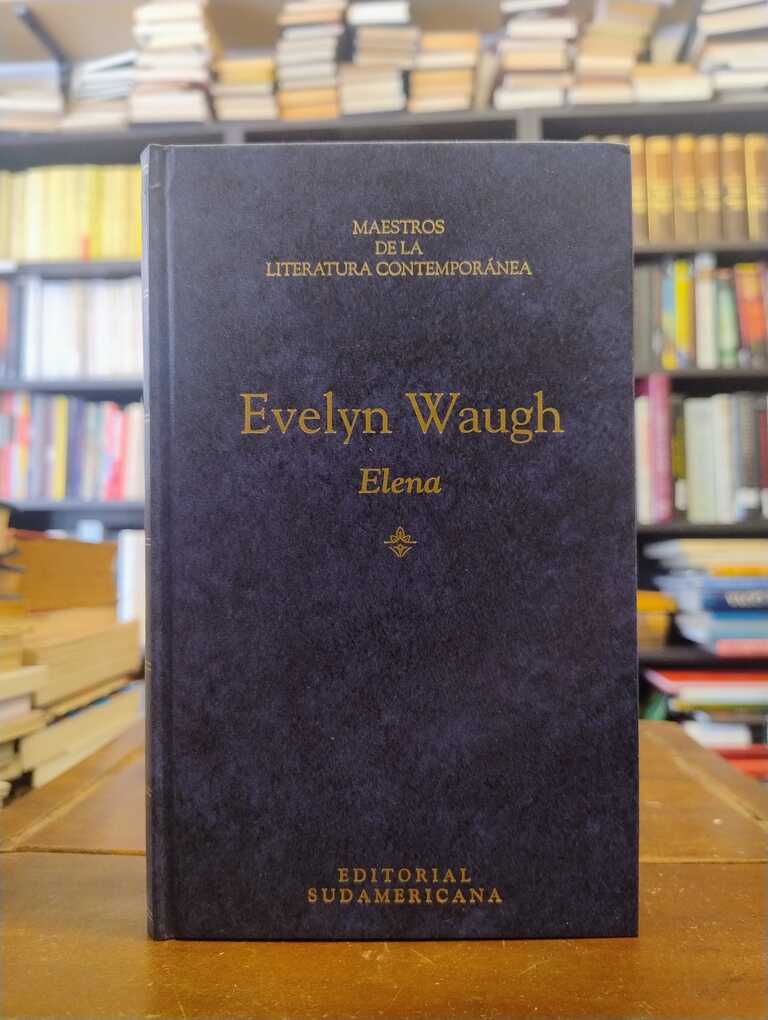 MAESTROS
DE LA
LITERATURA CONTEMPORÁNEA
Evelyn Waugh
Elena
EDITORIAL
SUDAMERICANA